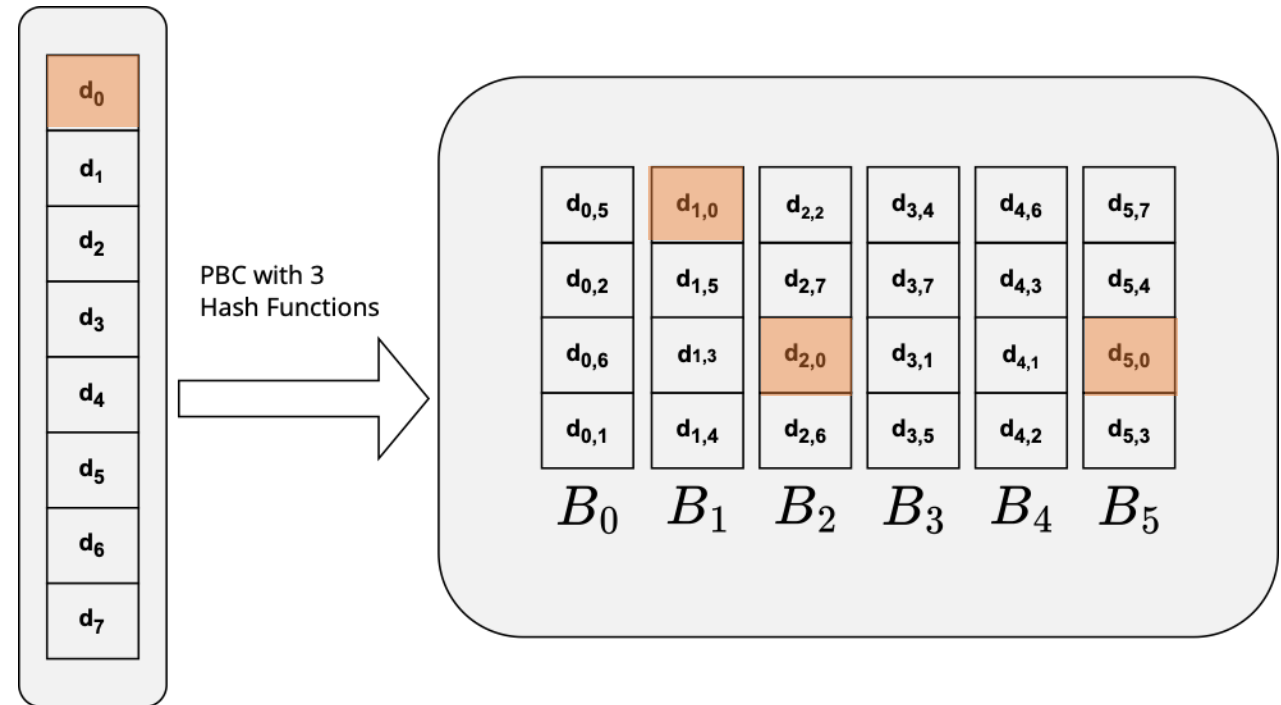 d₀
d₁
d₂
d₃
d₄
d₅
d₆
d₇
PBC with 3
Hash Functions
d₀,₅ d₁,₀ d₂,₂ d₃,₄ d₄,₆ d₅,₇
d₀,₂ d₁,₅ d₂,₇ d₃,₇ d₄,₃ d₅,₄
d₀,₆ d1,3 d₂,₀ d₃,₁ d₄,₁ d₅,₀
d₀,₁ d₁,₄ d₂,₆ d₃,₅ d₄,₂ d₅,₃
B₀ B₁ B₂ B₃ B₄ B₅